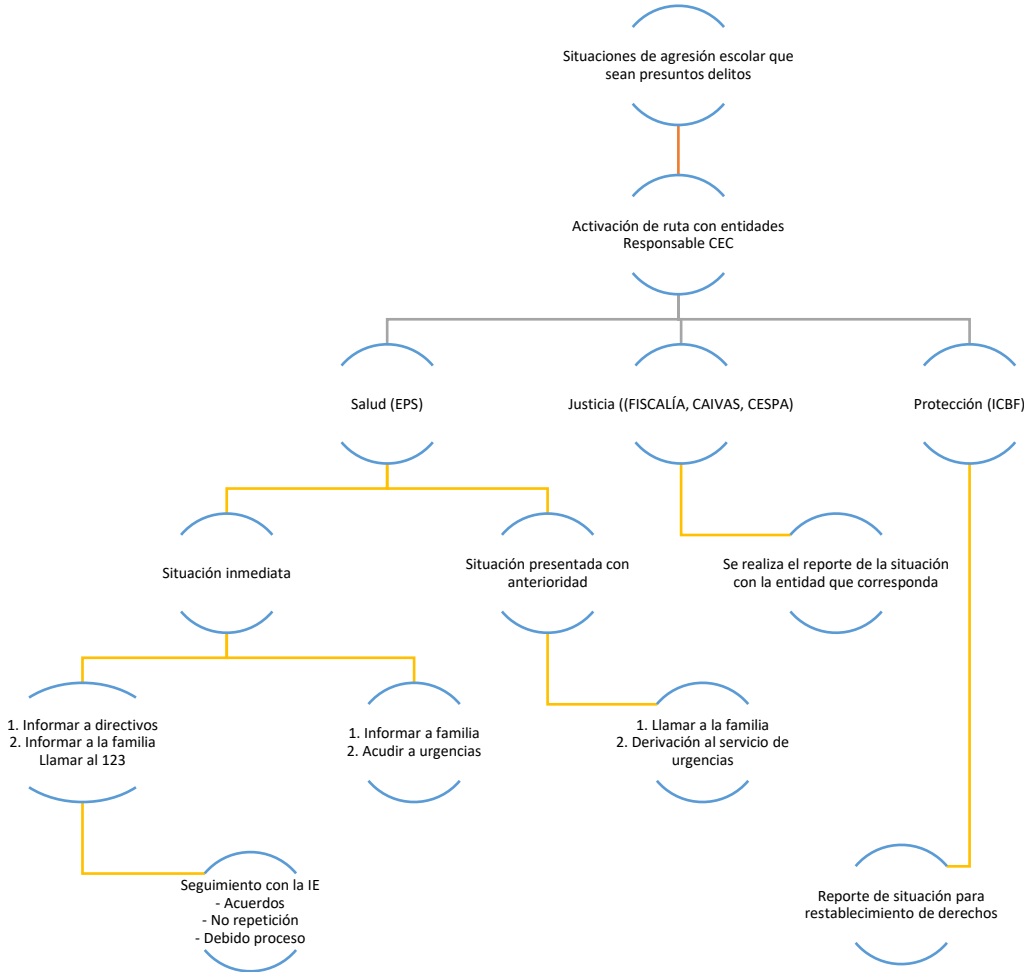 Situaciones de agresión escolar que
sean presuntos delitos
Activación de ruta con entidades
Responsable CEC
Salud (EPS)
Justicia ((FISCALÍA, CAIVAS, CESPA)
Protección (ICBF)
Situación inmediata
Situación presentada con
anterioridad
Se realiza el reporte de la situación
con la entidad que corresponda
1. Informar a directivos
2. Informar a la familia
Llamar al 123
1. Informar a familia
2. Acudir a urgencias
1. Llamar a la familia
2. Derivación al servicio de
urgencias
Seguimiento con la IE
- Acuerdos
- No repetición
- Debido proceso
Reporte de situación para
restablecimiento de derechos